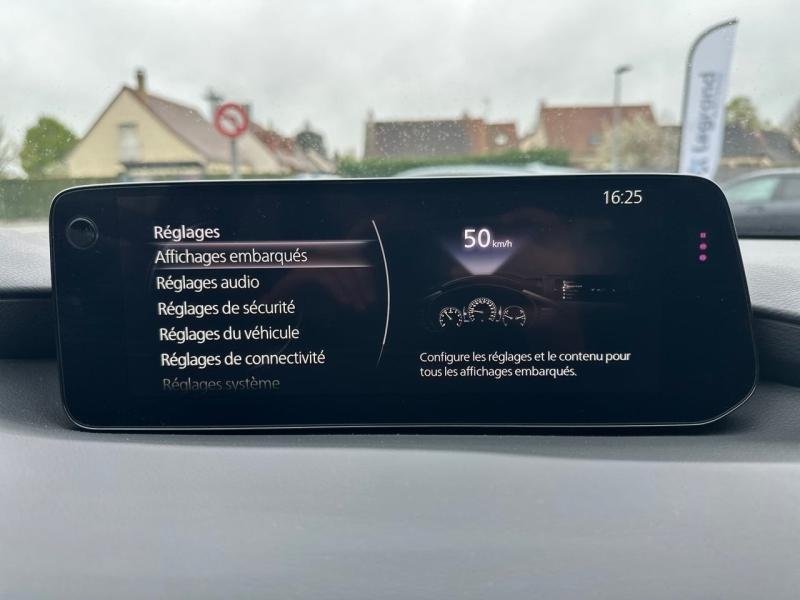 Legrand
16:25
Réglages
Affichages embarqués
Réglages audio
Réglages de sécurité
Réglages du véhicule
Réglages de connectivité
Réglages système
50 km/h
Configure les réglages et le contenu pour
tous les affichages embarqués.